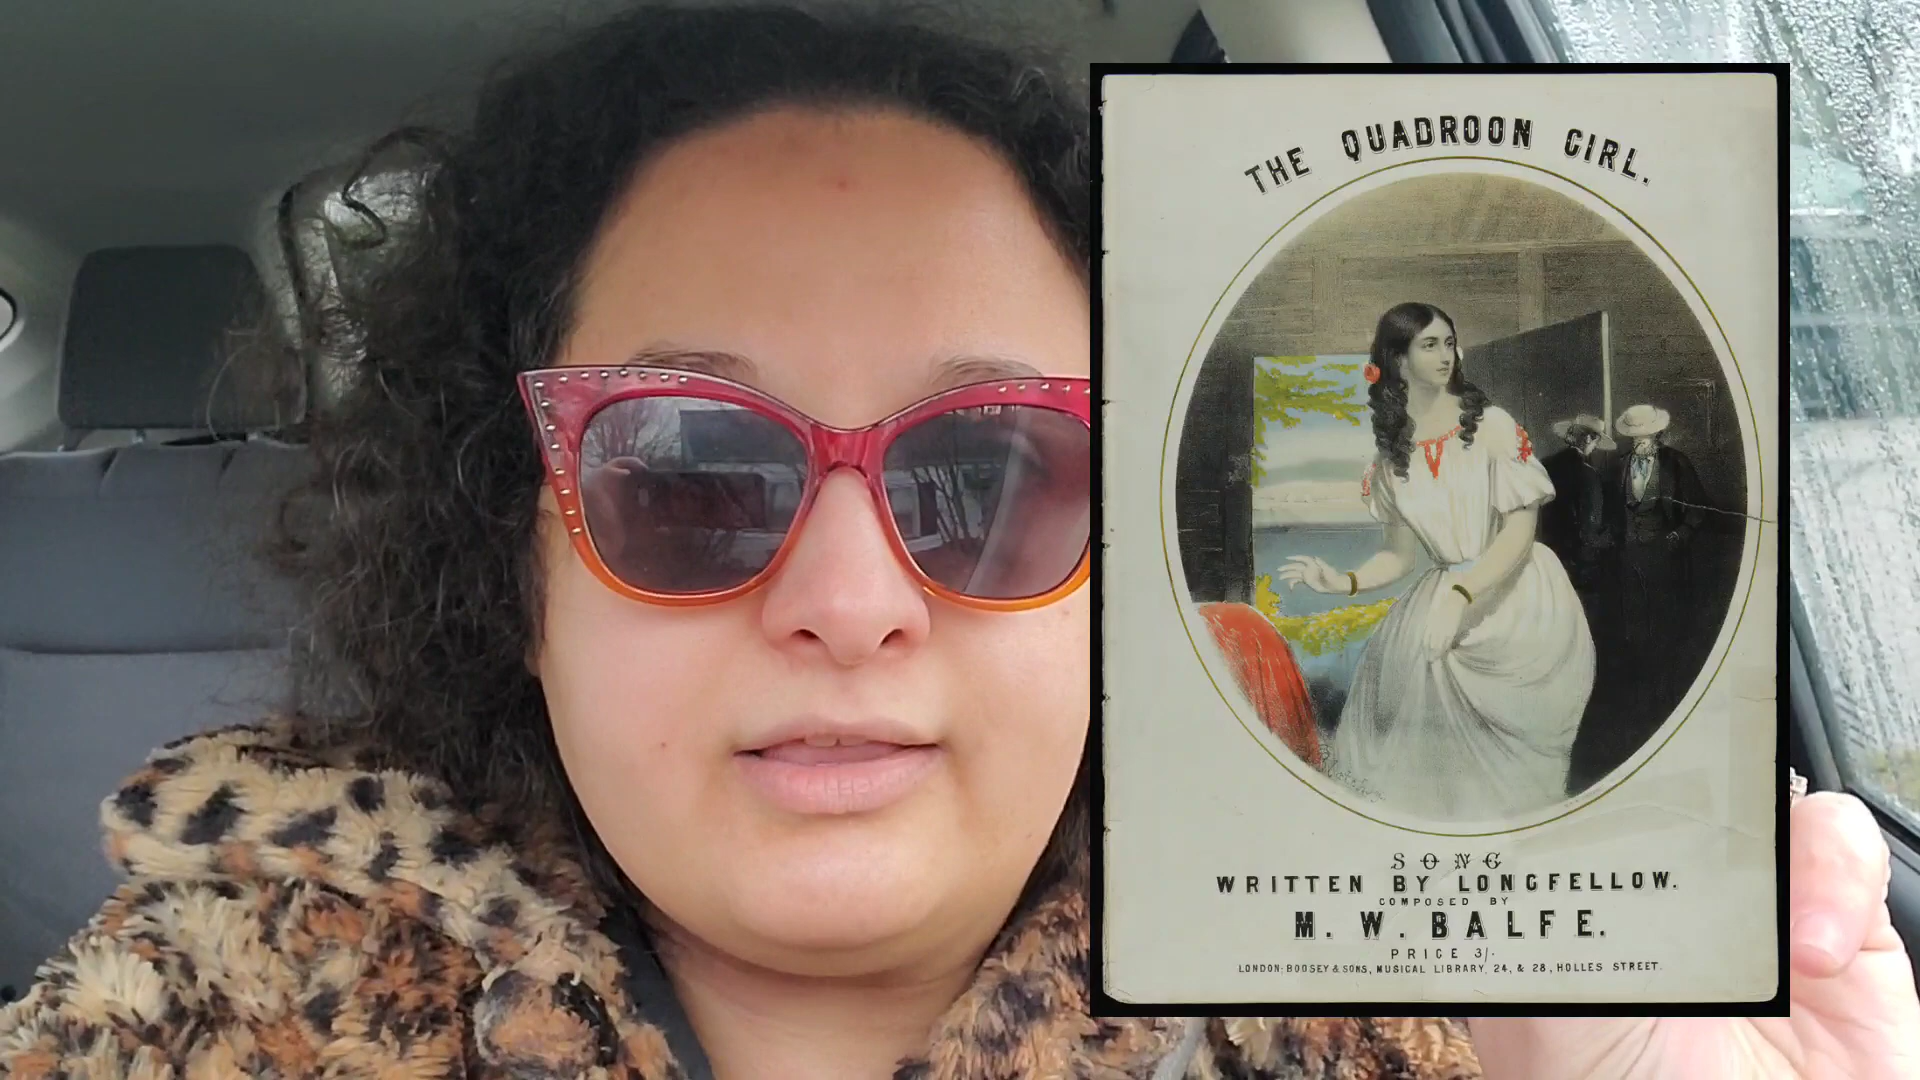 THE QUADROON GIRL.
SONG
WRITTEN BY LONGFELLOW.
COMPOSED BY
M. W. BALFE.
PRICE 3/.
LONDON: BOOSEY & SONS, MUSICAL LIBRARY, 24, & 28, HOLLES STREET.